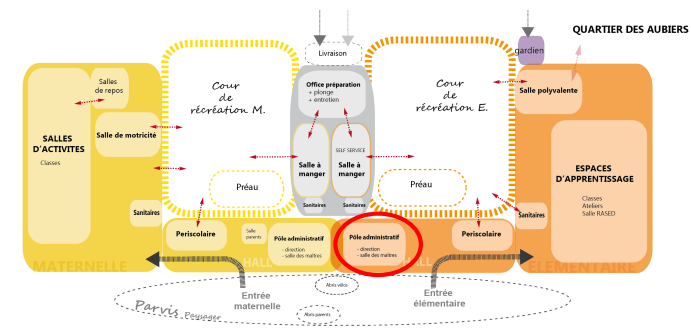 QUARTIER DES AUBIERS
Livraison
gardien
Cour
de
récréation M.
Office préparation
+ plonge
+ entretien
Cour
de
récréation E.
Salles
de repos
Salle polyvalente
Salle de motricité
SALLES
D'ACTIVITES
Classes
SELF SERVICE
Salle à
manger
Salle à
manger
ESPACES
D'APPRENTISSAGE
Classes
Ateliers
Salle RASED
Préau
Préau
Sanitaires
Sanitaires
Sanitaires
Sanitaires
Periscolaire
Salle
parents
Pôle administratif
- direction
- salle des maîtres
Pôle administratif
- direction
- salle des maîtres
Periscolaire
MATERNELLE
HALL
HALL
ELEMENTAIRE
Abris vélos
Entrée
maternelle
Entrée
élémentaire
Parvis Paysager
Abris parents